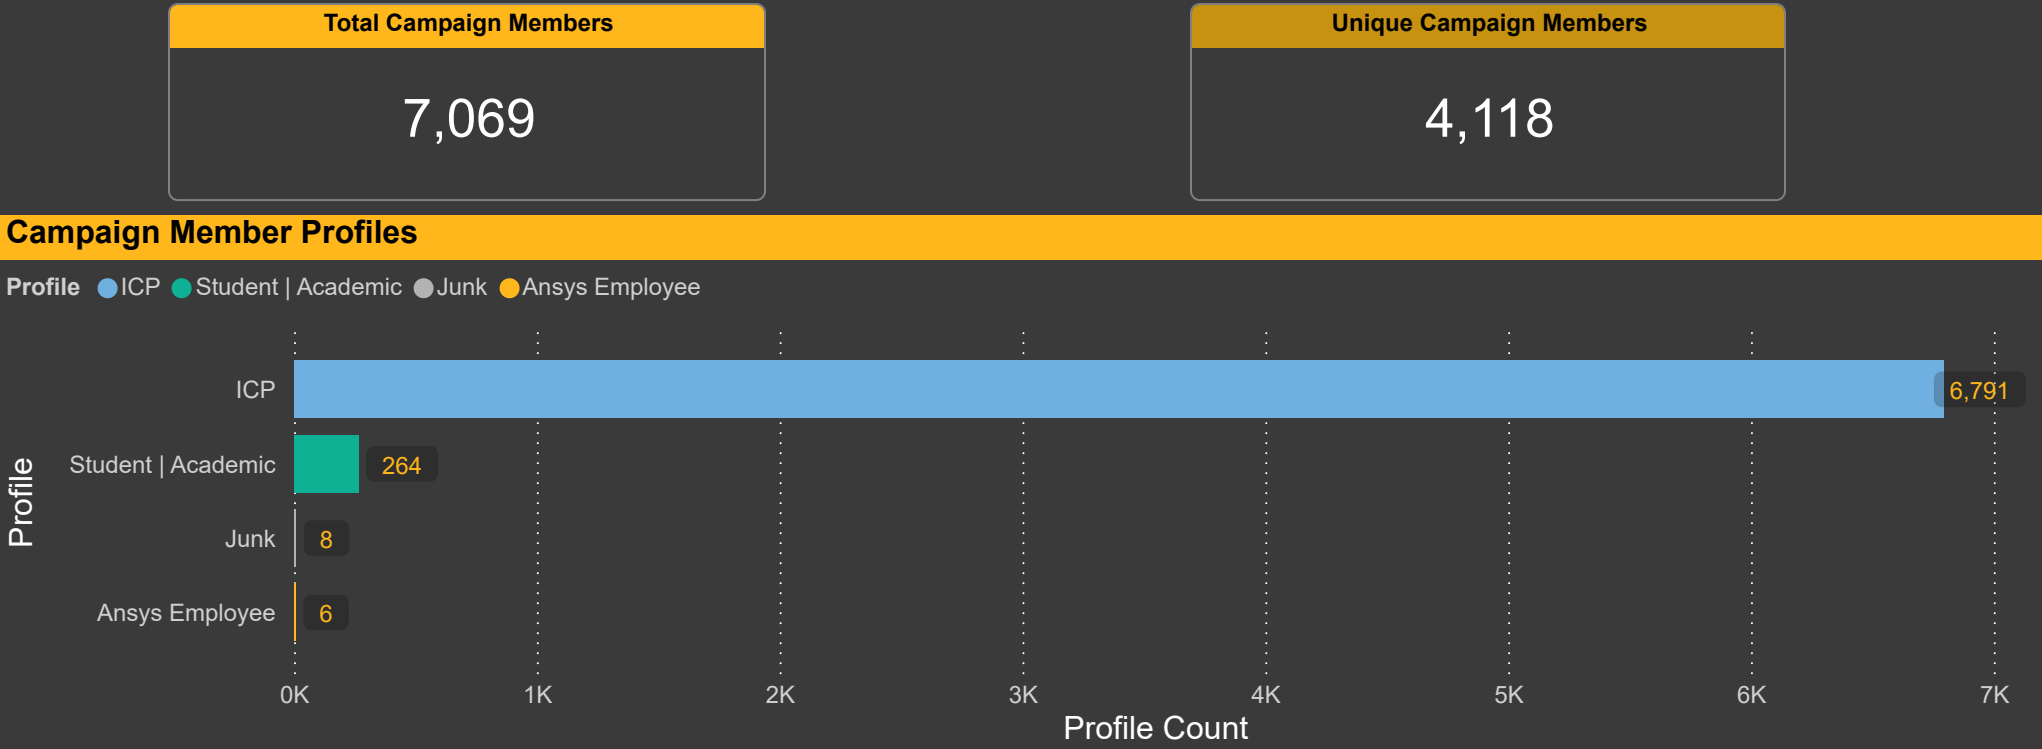 Total Campaign Members
Unique Campaign Members
7,069
4,118
Campaign Member Profiles
Profile ICP Student | Academic Junk Ansys Employee
ICP
6,791
Student | Academic
264
Junk
8
Ansys Employee
6
Profile
0K 1K 2K 3K 4K 5K 6K 7K
Profile Count